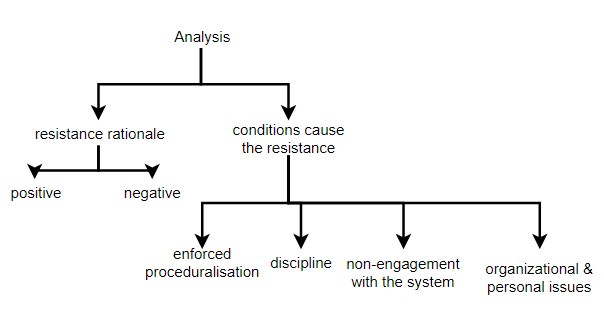 Analysis
resistance rationale
conditions cause
the resistance
positive
negative
enforced
proceduralisation
discipline
non-engagement
with the system
organizational &
personal issues